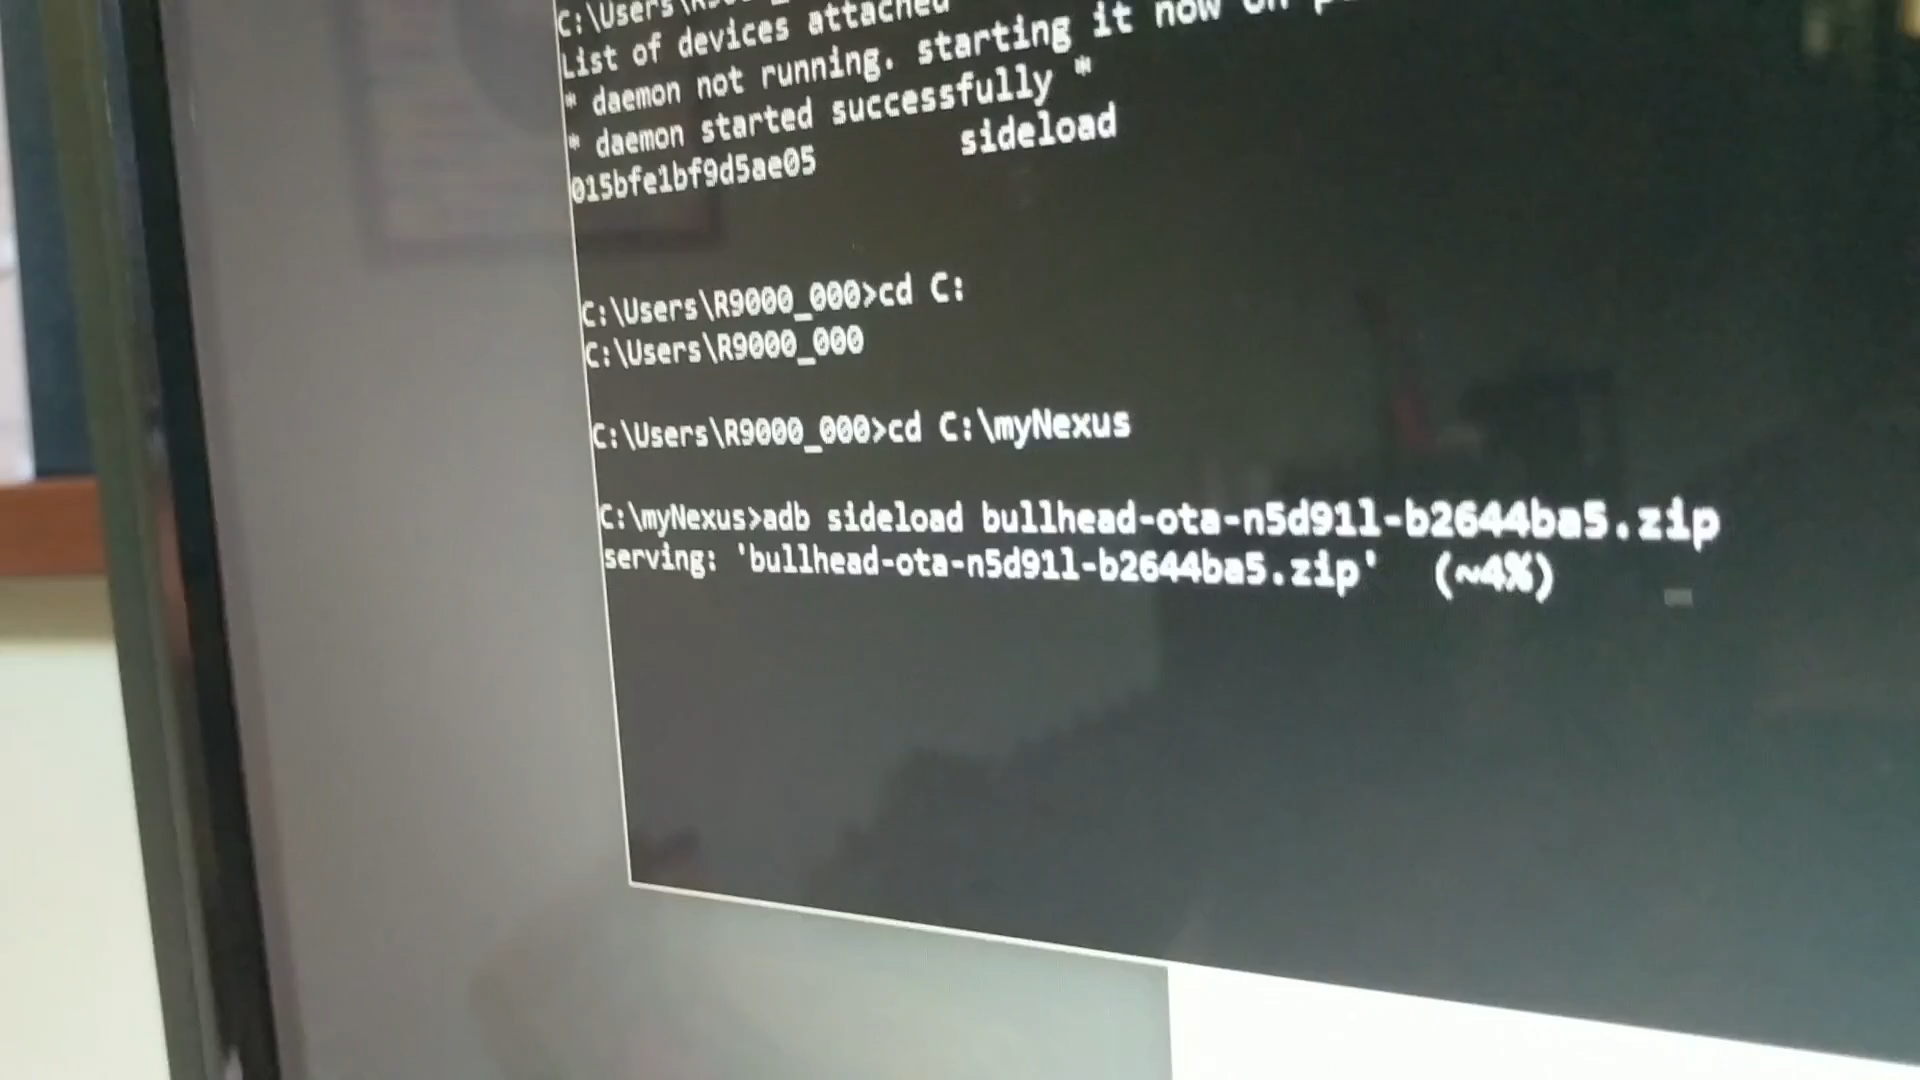 C:\Users\
List of devices attached
* daemon not running. starting it now on
* daemon started successfully *
015bfe1bf9d5ae05 sideload
C:\Users\R9000_000>cd C:
C:\Users\R9000_000
C:\Users\R9000_000>cd C:\myNexus
C:\myNexus>adb sideload bullhead-ota-n5d91l-b2644ba5.zip
serving: 'bullhead-ota-n5d91l-b2644ba5.zip' (~4%)